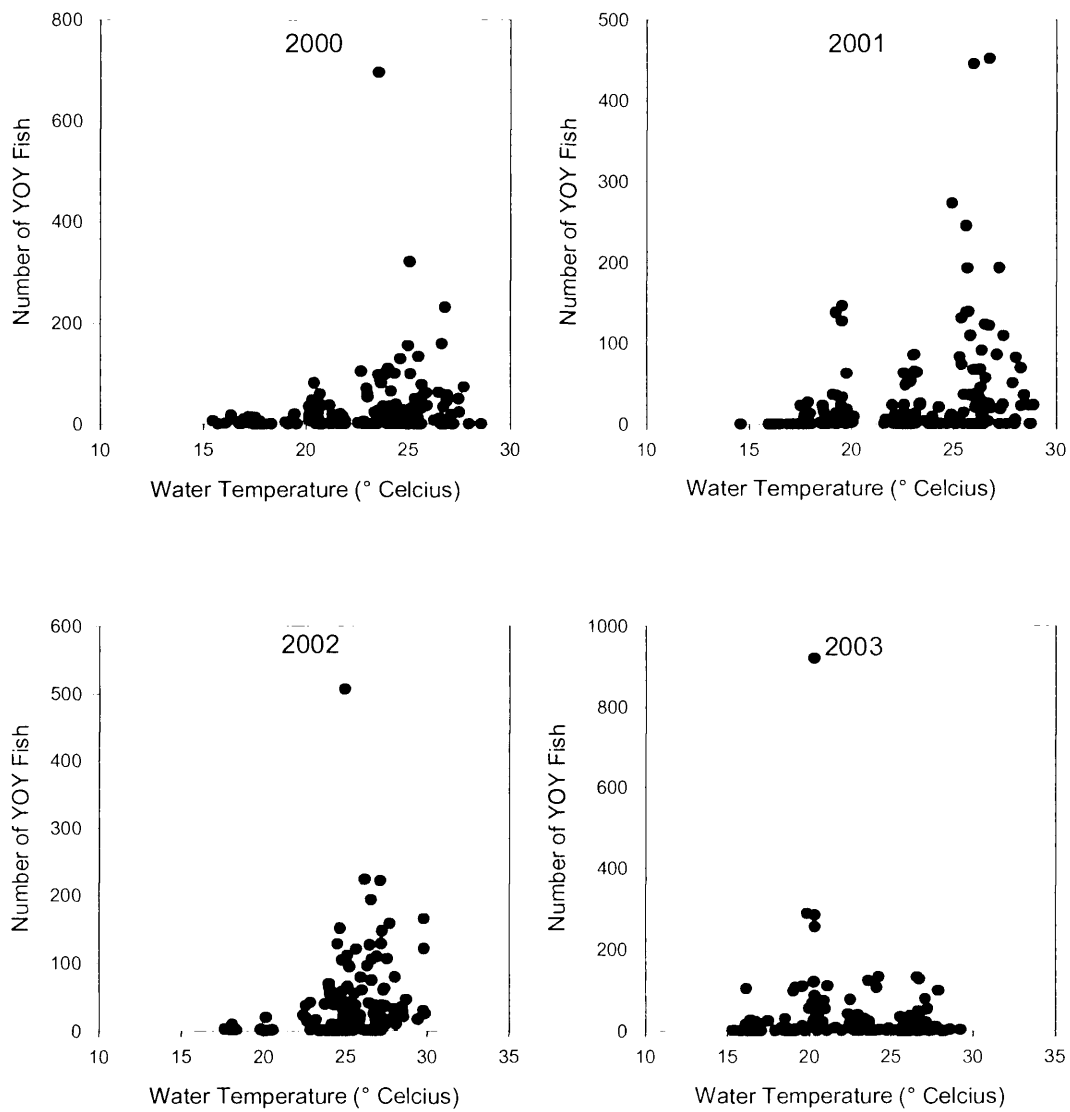 2000
Number of YOY Fish
800
600
400
200
0
10 15 20 25 30
Water Temperature (° Celcius)
2001
Number of YOY Fish
500
400
300
200
100
0
10 15 20 25 30
Water Temperature (° Celcius)
2002
Number of YOY Fish
600
500
400
300
200
100
0
10 15 20 25 30 35
Water Temperature (° Celcius)
2003
Number of YOY Fish
1000
800
600
400
200
0
10 15 20 25 30 35
Water Temperature (° Celcius)